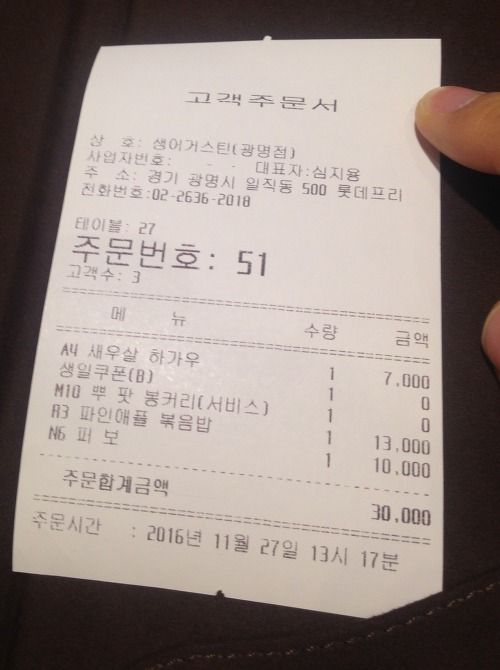 고객주문서
상 호: 생어거스틴(광명점)
사업자번호: - - 대표자:심지용
주 소: 경기 광명시 일직동 500 롯데프리
전화번호:02-2636-2018
테이블: 27
주문번호: 51
고객수: 3
메 뉴 수량 금액
A4 새우살 하가우 1 7,000
생일쿠폰(B) 1 0
M10 뿌 팟 봉커리(서비스) 1 0
R3 파인애플 볶음밥 1 13,000
N6 퍼 보 1 10,000
주문합계금액 30,000
주문시간 : 2016년 11월 27일 13시 17분